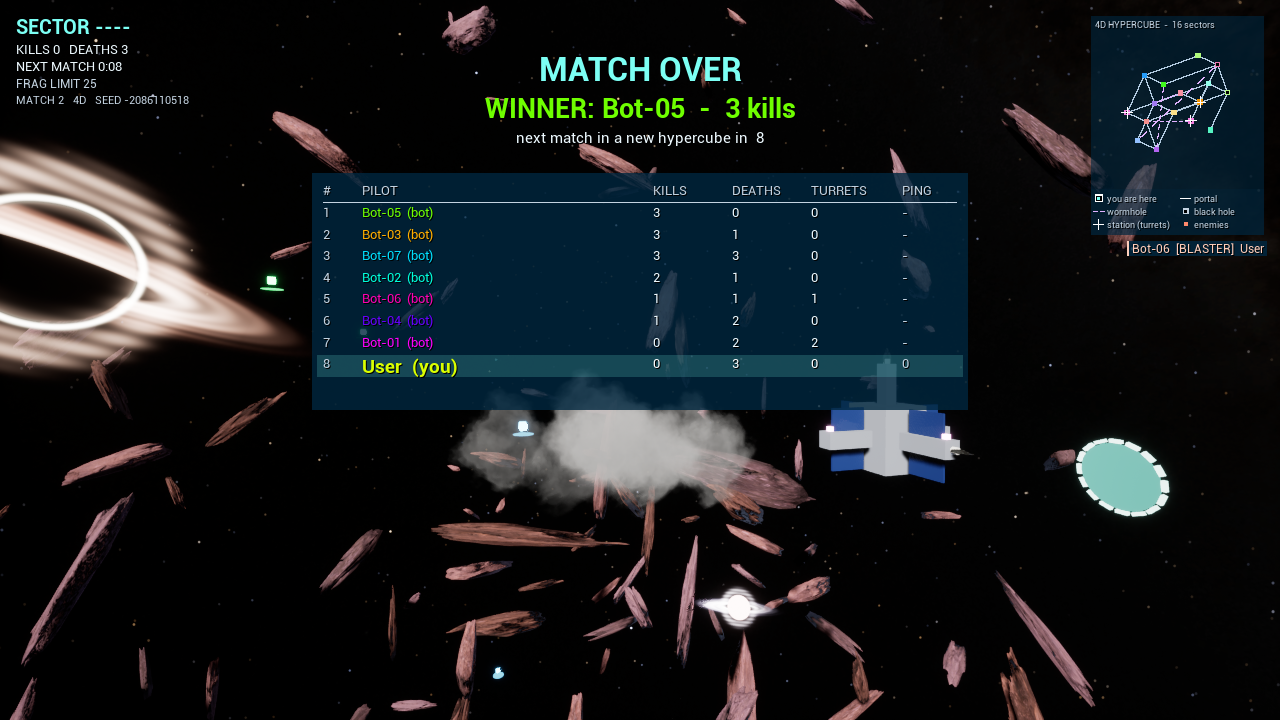 SECTOR ----
KILLS 0 DEATHS 3
NEXT MATCH 0:08
FRAG LIMIT 25
MATCH 2 4D SEED -2086110518
MATCH OVER
WINNER: Bot-05 - 3 kills
next match in a new hypercube in 8
# PILOT KILLS DEATHS TURRETS PING
1 Bot-05 (bot) 3 0 0 -
2 Bot-03 (bot) 3 1 0 -
3 Bot-07 (bot) 3 3 0 -
4 Bot-02 (bot) 2 1 0 -
5 Bot-06 (bot) 1 1 1 -
6 Bot-04 (bot) 1 2 0 -
7 Bot-01 (bot) 0 2 2 -
8 User (you) 0 3 0 0
4D HYPERCUBE - 16 sectors
you are here portal
wormhole black hole
station (turrets) enemies
Bot-06 [BLASTER] User